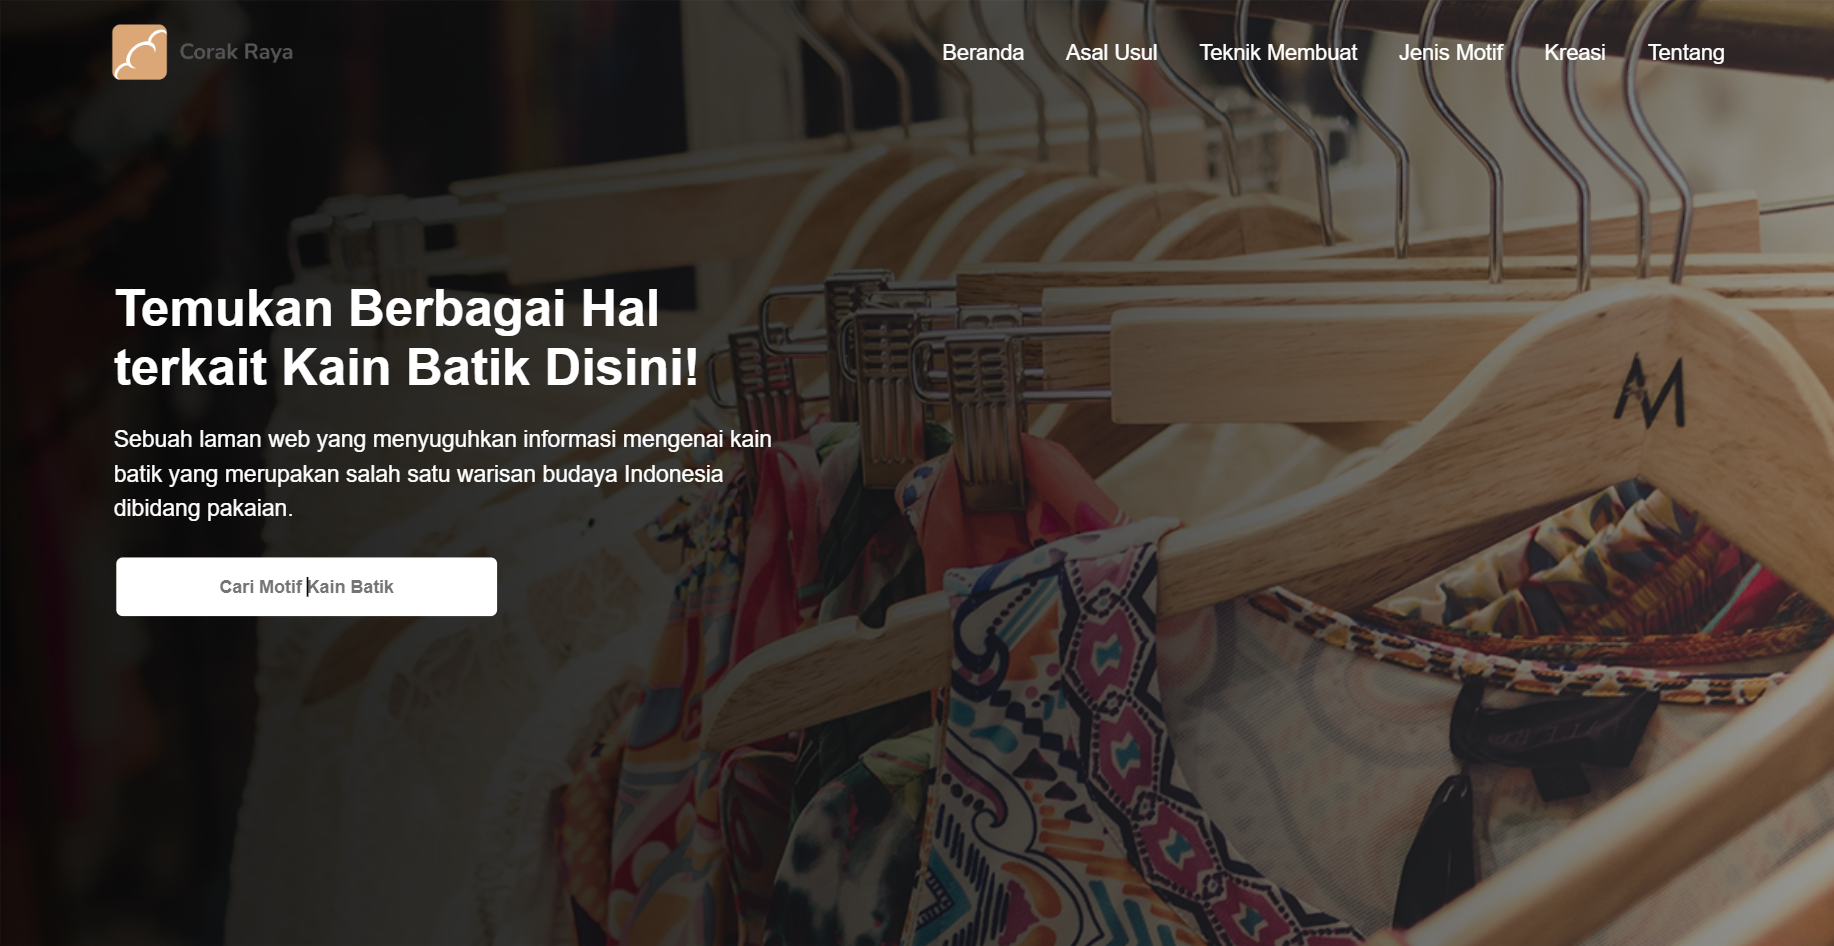 Corak Raya
Beranda Asal Usul Teknik Membuat Jenis Motif Kreasi Tentang
Temukan Berbagai Hal
terkait Kain Batik Disini!
Sebuah laman web yang menyuguhkan informasi mengenai kain
batik yang merupakan salah satu warisan budaya Indonesia
dibidang pakaian.
Cari Motif Kain Batik
M